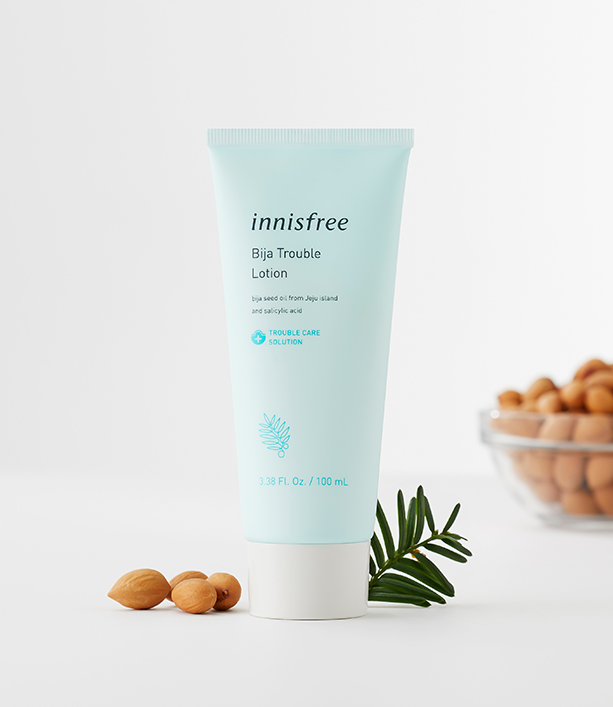 innisfree
Bija Trouble
Lotion
bija seed oil from Jeju island
and salicylic acid
TROUBLE CARE
SOLUTION
3.38 Fl. Oz. / 100 mL